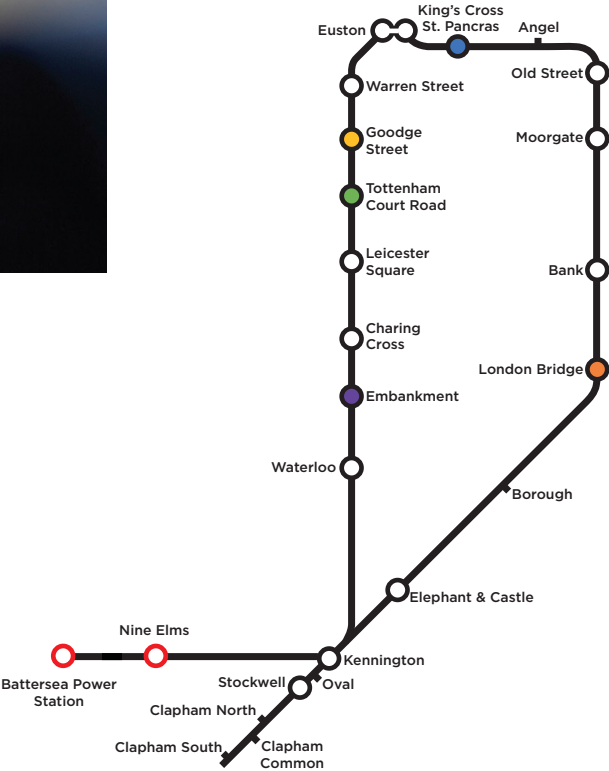 King’s Cross
St. Pancras
Angel
Euston
Old Street
Warren Street
Goodge
Street
Moorgate
Tottenham
Court Road
Leicester
Square
Bank
Charing
Cross
London Bridge
Embankment
Waterloo
Borough
Elephant & Castle
Nine Elms
Kennington
Battersea Power
Station
Stockwell
Oval
Clapham North
Clapham South
Clapham
Common